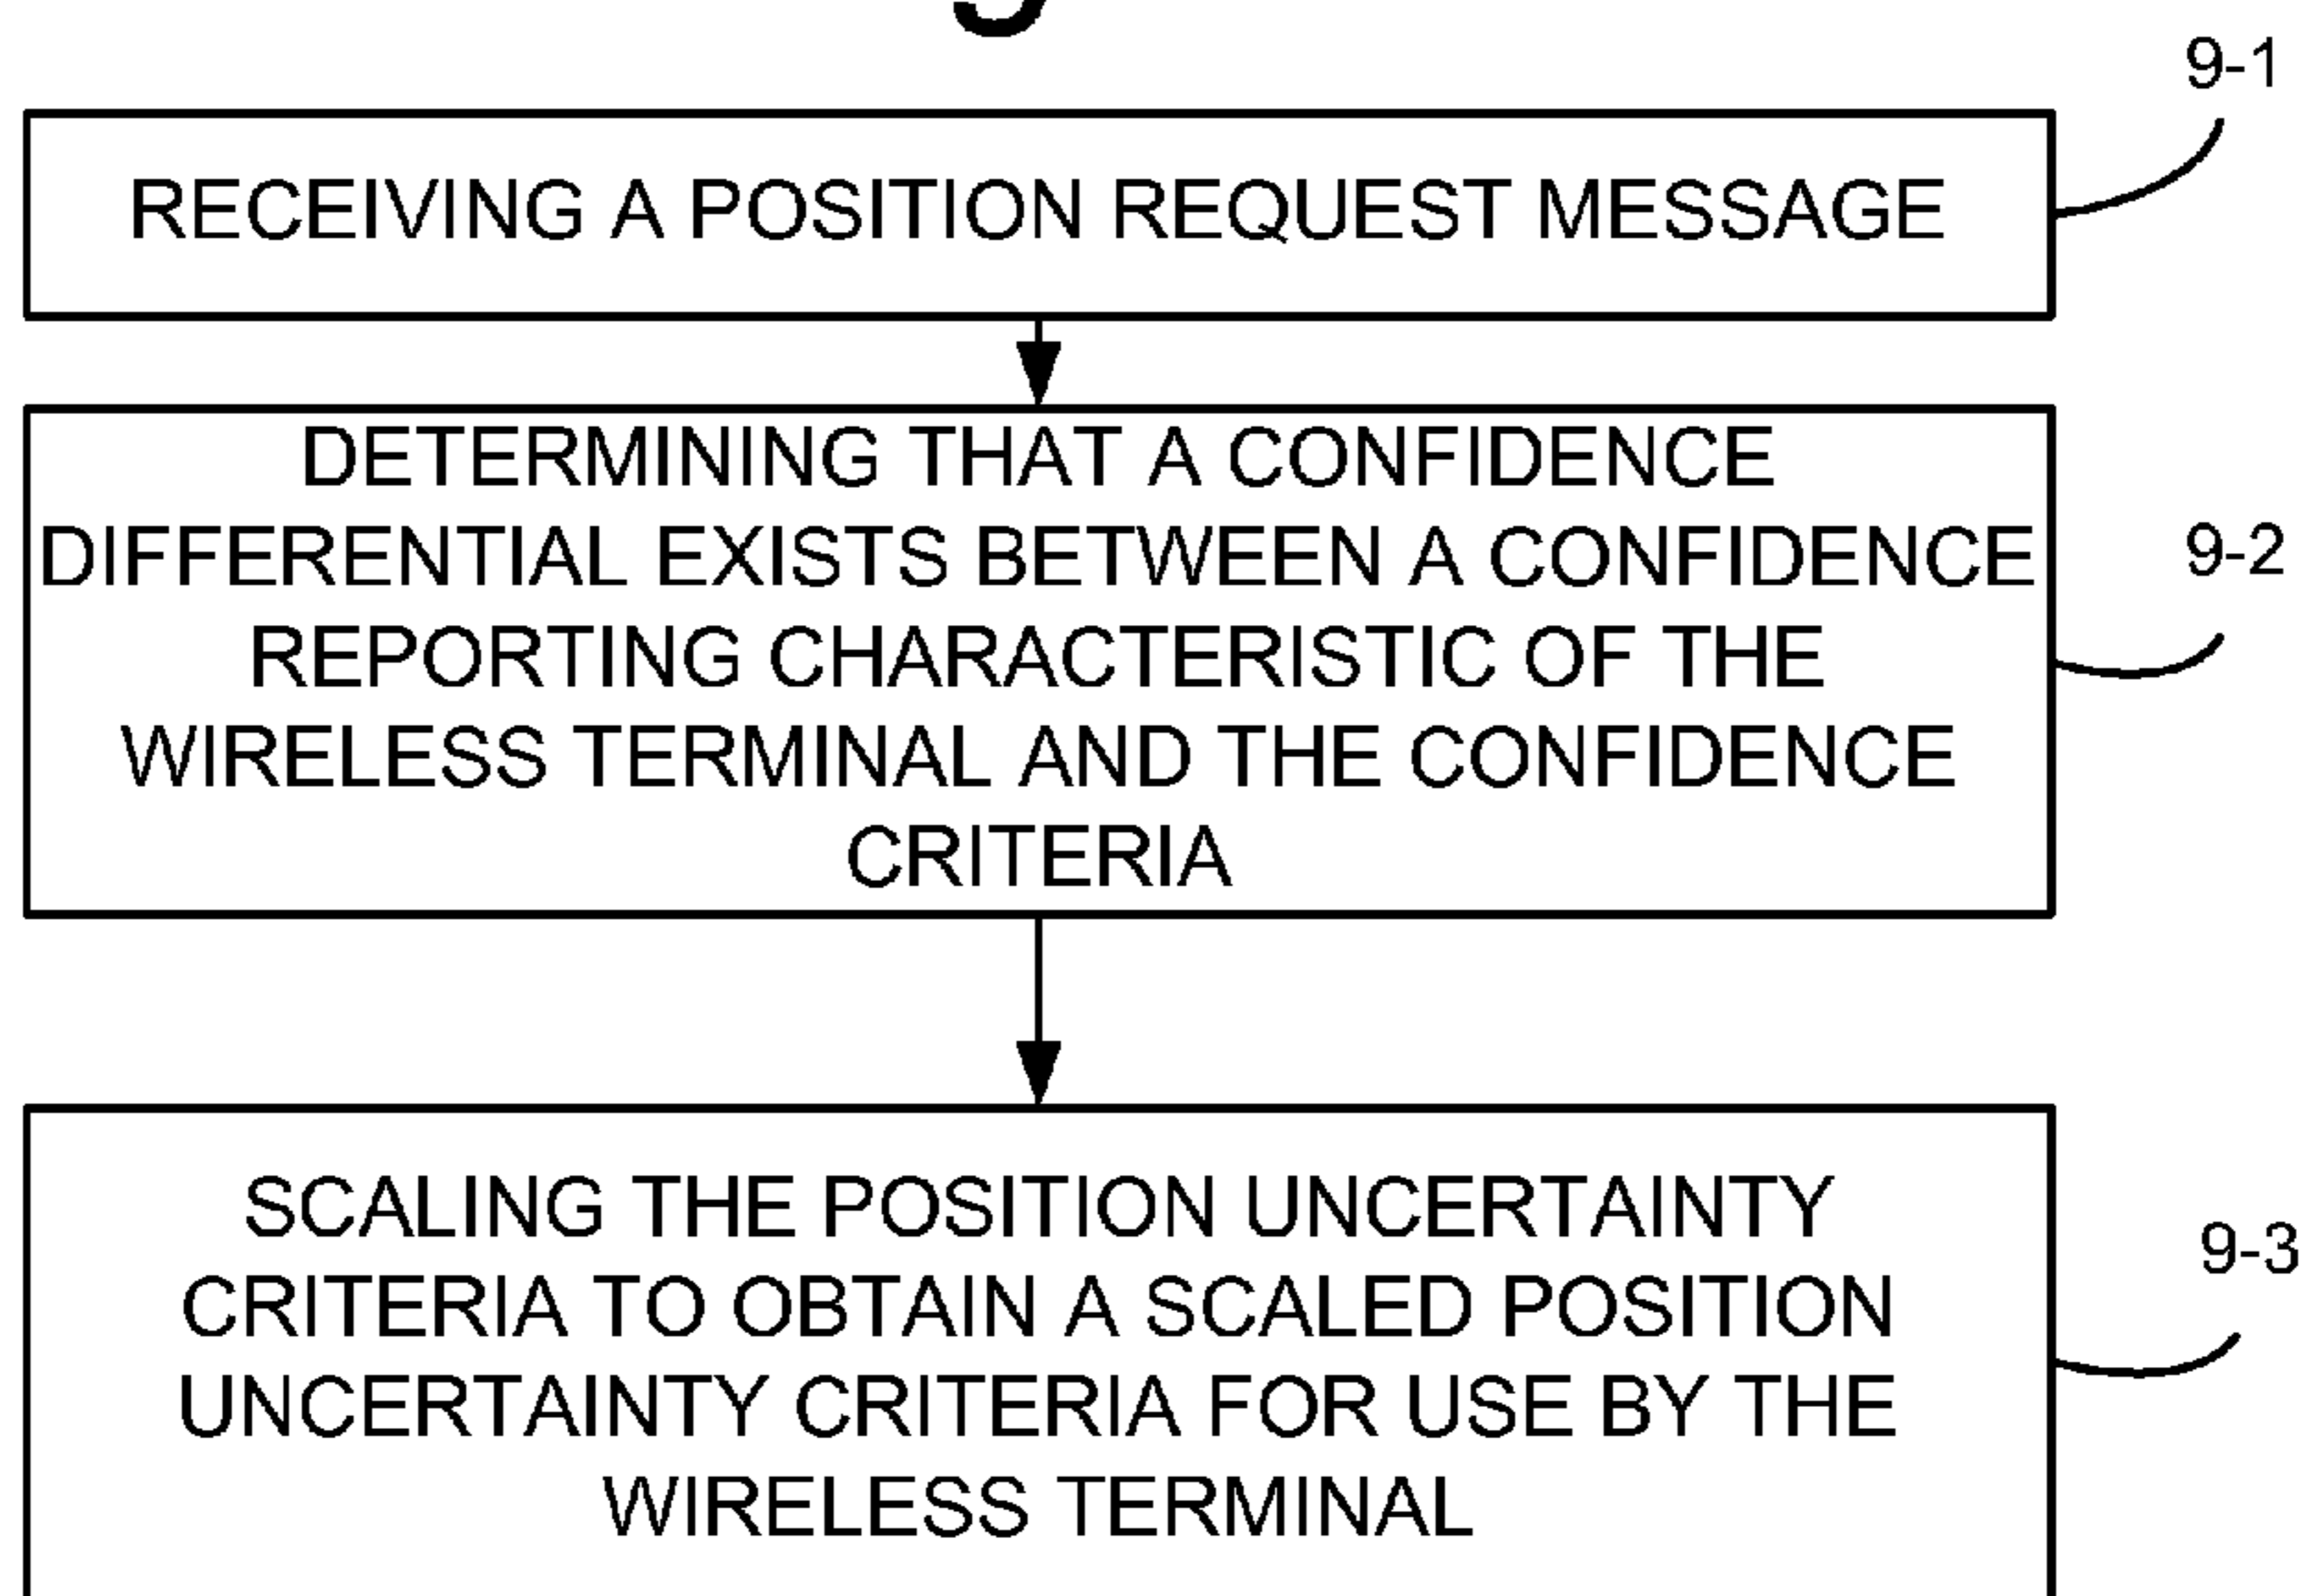 9-1
RECEIVING A POSITION REQUEST MESSAGE
DETERMINING THAT A CONFIDENCE
DIFFERENTIAL EXISTS BETWEEN A CONFIDENCE
REPORTING CHARACTERISTIC OF THE
WIRELESS TERMINAL AND THE CONFIDENCE
CRITERIA
9-2
SCALING THE POSITION UNCERTAINTY
CRITERIA TO OBTAIN A SCALED POSITION
UNCERTAINTY CRITERIA FOR USE BY THE
WIRELESS TERMINAL
9-3